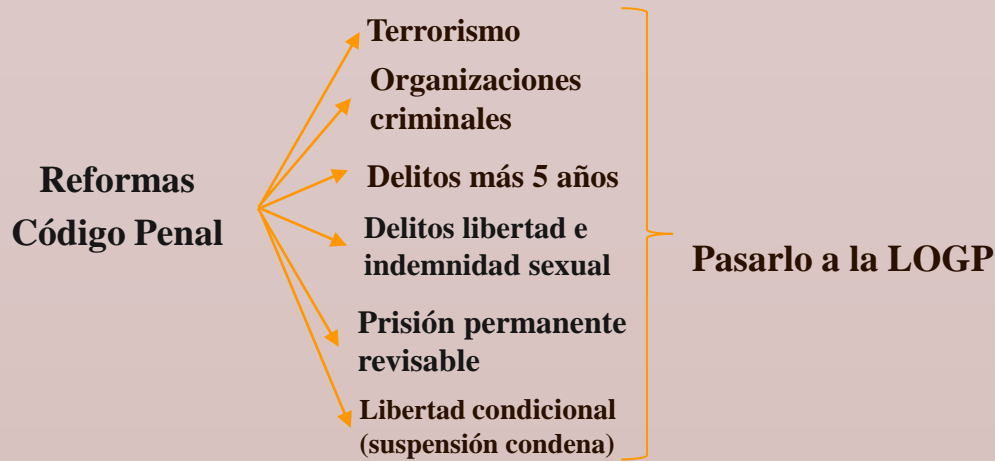 Reformas
Código Penal
Terrorismo
Organizaciones
criminales
Delitos más 5 años
Delitos libertad e
indemnidad sexual
Prisión permanente
revisable
Libertad condicional
(suspensión condena)
Pasarlo a la LOGP